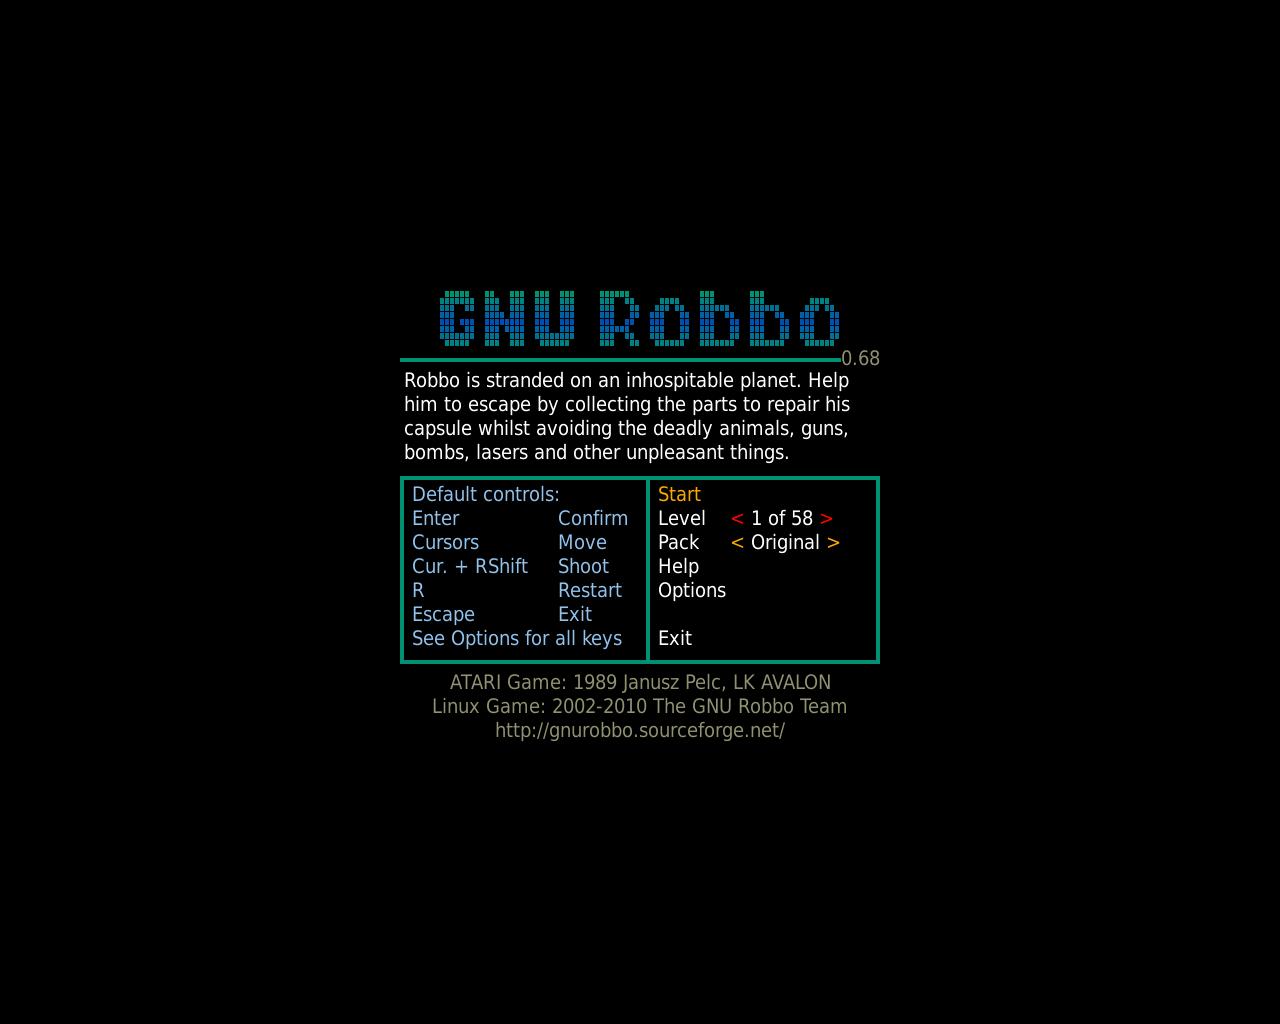 GNU Robbo
0.68
Robbo is stranded on an inhospitable planet. Help
him to escape by collecting the parts to repair his
capsule whilst avoiding the deadly animals, guns,
bombs, lasers and other unpleasant things.
Default controls:
Enter Confirm
Cursors Move
Cur. + RShift Shoot
R Restart
Escape Exit
See Options for all keys
Start
Level < 1 of 58 >
Pack < Original >
Help
Options
Exit
ATARI Game: 1989 Janusz Pelc, LK AVALON
Linux Game: 2002-2010 The GNU Robbo Team
http://gnurobbo.sourceforge.net/